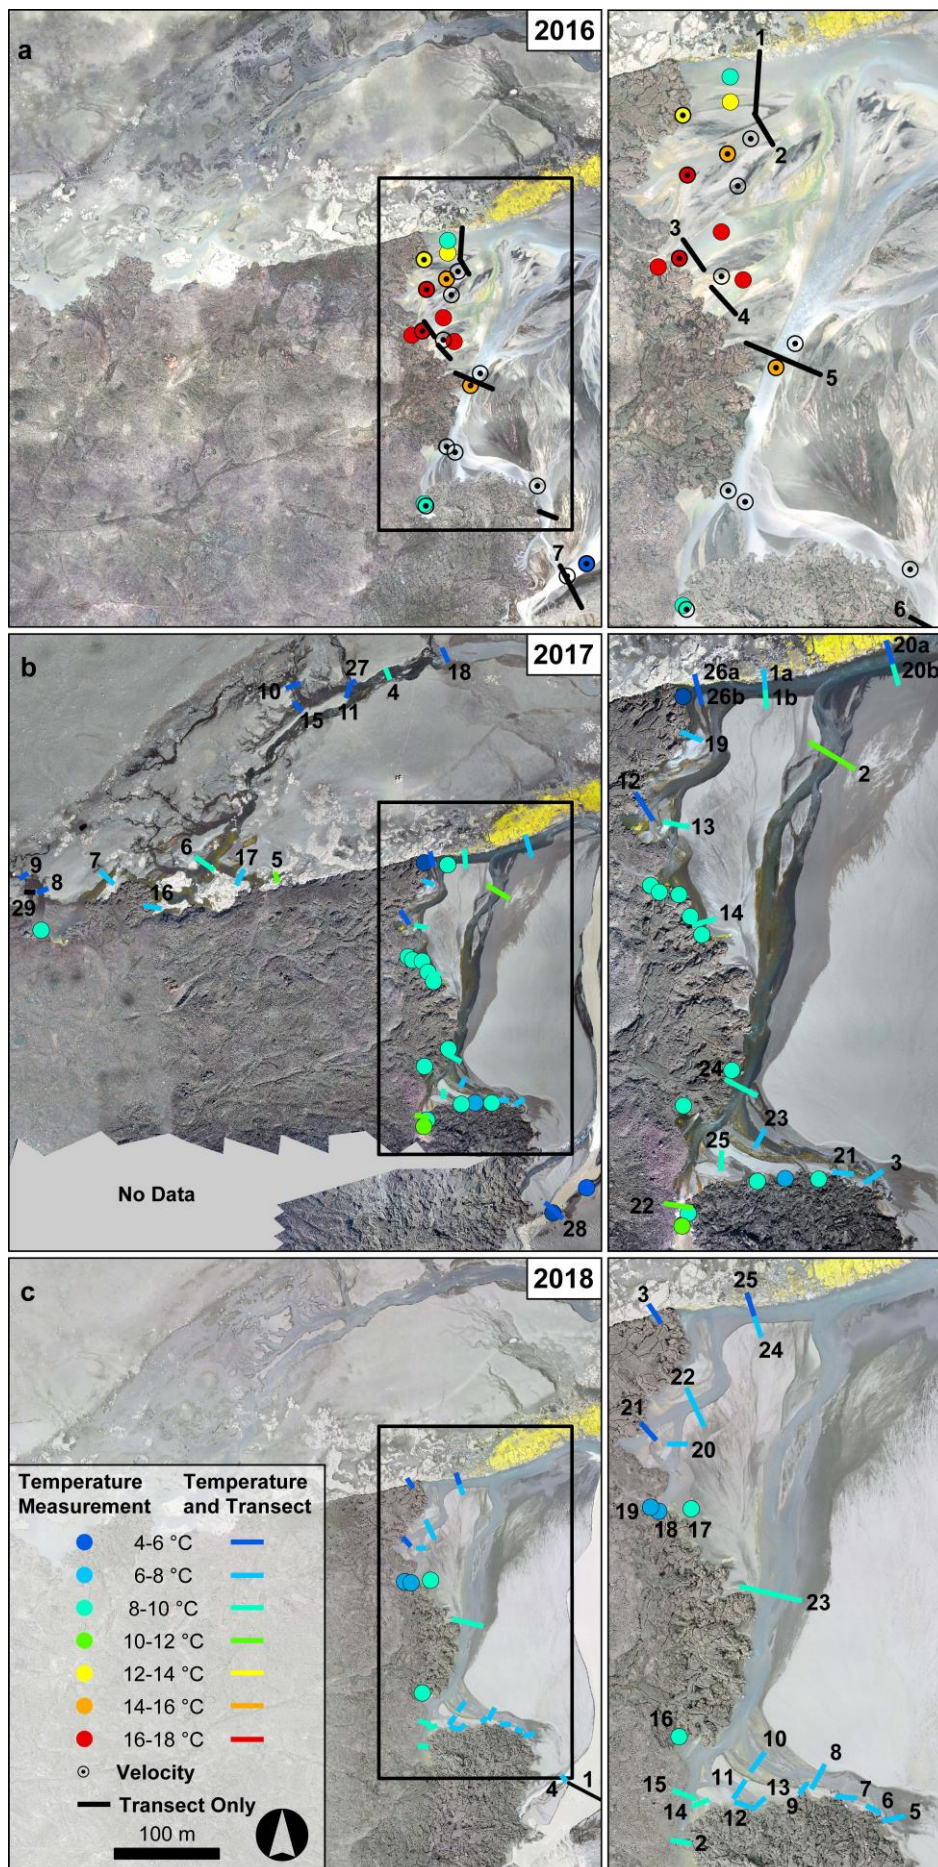 a
2016
7
1
2
3
4
5
6
b
2017
10
15
27
11
4
18
9
8
29
7
16
6
17
5
No Data
28
26a
26b
1a
1b
20a
20b
19
2
12
13
14
24
23
25
21
3
22
c
2018
4
1
Temperature Measurement
Temperature and Transect
4-6 °C
6-8 °C
8-10 °C
10-12 °C
12-14 °C
14-16 °C
16-18 °C
Velocity
Transect Only
100 m
3
25
24
22
21
20
19
18
17
23
16
10
8
11
13
15
14
12
9
7
6
5
2